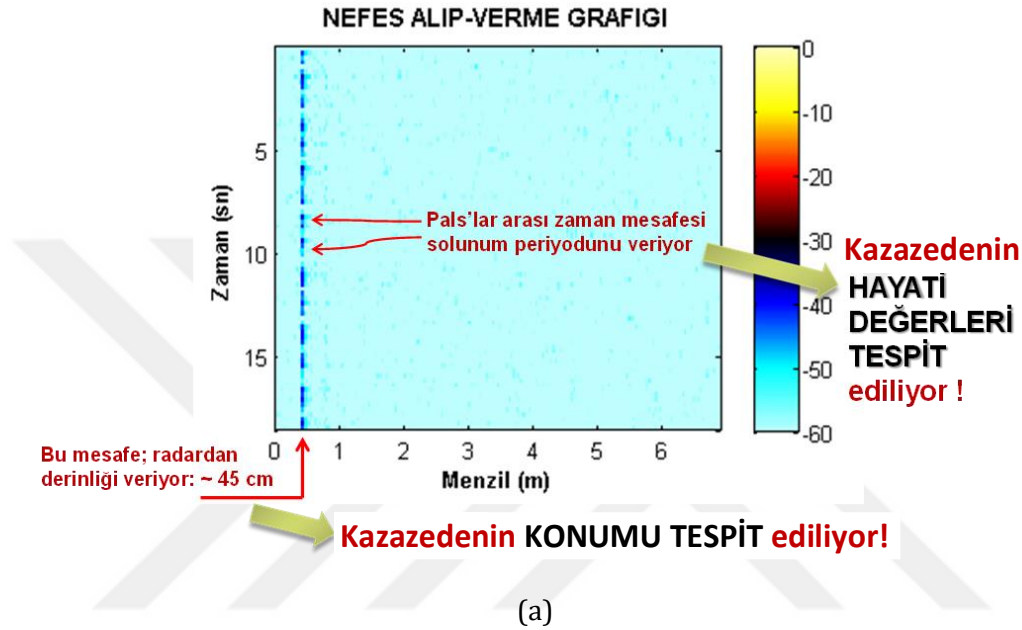 NEFES ALIP-VERME GRAFIGI
Zaman (sn)
5
10
15
0 1 2 3 4 5 6
Menzil (m)
0
-10
-20
-30
-40
-50
-60
Pals'lar arası zaman mesafesi
solunum periyodunu veriyor
Kazazedenin
HAYATİ
DEĞERLERİ
TESPİT
ediliyor !
Bu mesafe; radardan
derinliği veriyor: ~ 45 cm
Kazazedenin KONUMU TESPİT ediliyor!
(a)